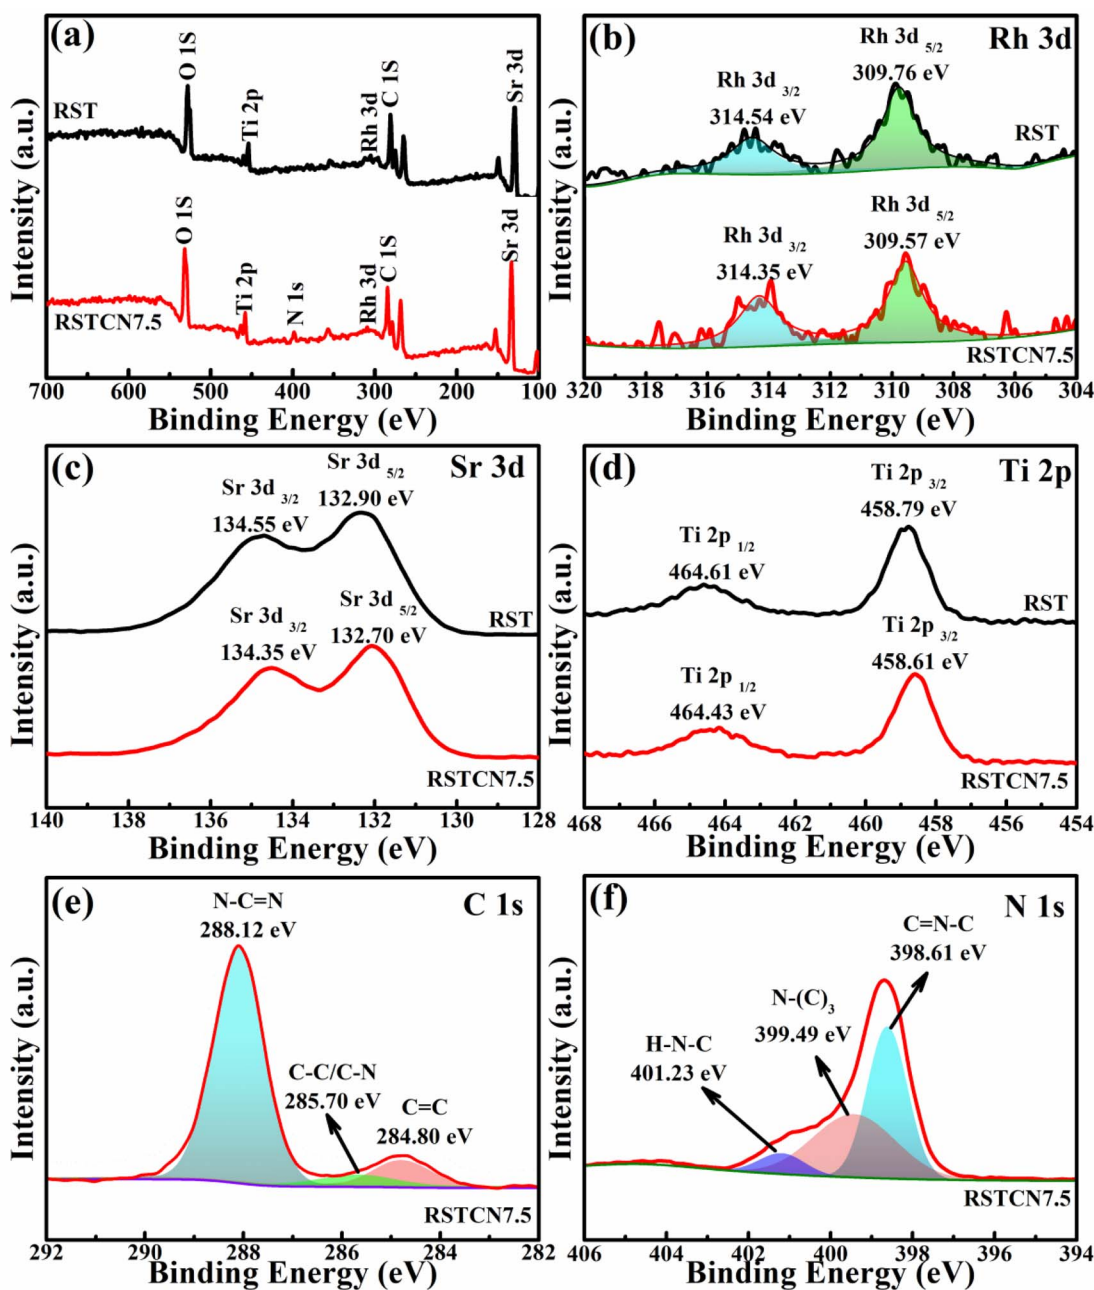 (a)
O 1S
Ti 2p
Rh 3d
C 1S
Sr 3d
RST
O 1S
Ti 2p
N 1s
Rh 3d
C 1S
Sr 3d
RSTCN7.5
Intensity (a.u.)
700 600 500 400 300 200 100
Binding Energy (eV)
(b)
Rh 3d
Rh 3d 5/2
309.76 eV
Rh 3d 3/2
314.54 eV
RST
Rh 3d 5/2
309.57 eV
Rh 3d 3/2
314.35 eV
RSTCN7.5
Intensity (a.u.)
320 318 316 314 312 310 308 306 304
Binding Energy (eV)
(c)
Sr 3d
Sr 3d 5/2
132.90 eV
Sr 3d 3/2
134.55 eV
RST
Sr 3d 5/2
132.70 eV
Sr 3d 3/2
134.35 eV
RSTCN7.5
Intensity (a.u.)
140 138 136 134 132 130 128
Binding Energy (eV)
(d)
Ti 2p
Ti 2p 3/2
458.79 eV
Ti 2p 1/2
464.61 eV
RST
Ti 2p 3/2
458.61 eV
Ti 2p 1/2
464.43 eV
RSTCN7.5
Intensity (a.u.)
468 466 464 462 460 458 456 454
Binding Energy (eV)
(e)
C 1s
N-C=N
288.12 eV
C-C/C-N
285.70 eV
C=C
284.80 eV
RSTCN7.5
Intensity (a.u.)
292 290 288 286 284 282
Binding Energy (eV)
(f)
N 1s
C=N-C
398.61 eV
N-(C)3
399.49 eV
H-N-C
401.23 eV
RSTCN7.5
Intensity (a.u.)
406 404 402 400 398 396 394
Binding Energy (eV)